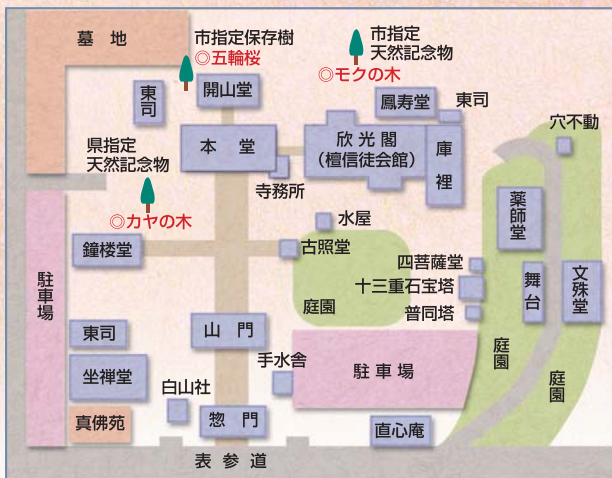 墓地
市指定保存樹
◎五輪桜
市指定
天然記念物
◎モクの木
東司
開山堂
鳳寿堂
東司
穴不動
本堂
欣光閣
(檀信徒会館)
庫裡
県指定
天然記念物
◎カヤの木
寺務所
薬師堂
水屋
鐘楼堂
古照堂
四菩薩堂
十三重石宝塔
普同塔
舞台
文殊堂
駐車場
庭園
東司
山門
庭園
庭園
坐禅堂
手水舎
駐車場
白山社
真佛苑
惣門
直心庵
表参道